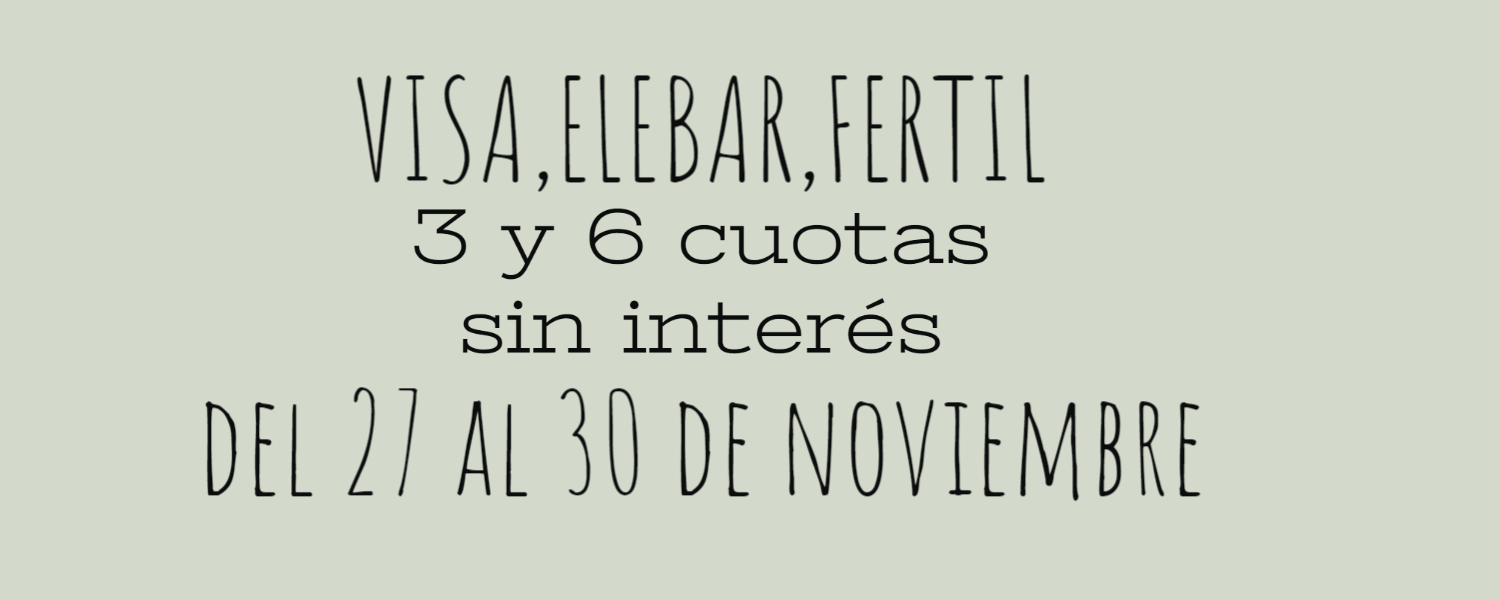 VISA,ELEBAR,FERTIL
3 y 6 cuotas
sin interés
DEL 27 AL 30 DE NOVIEMBRE